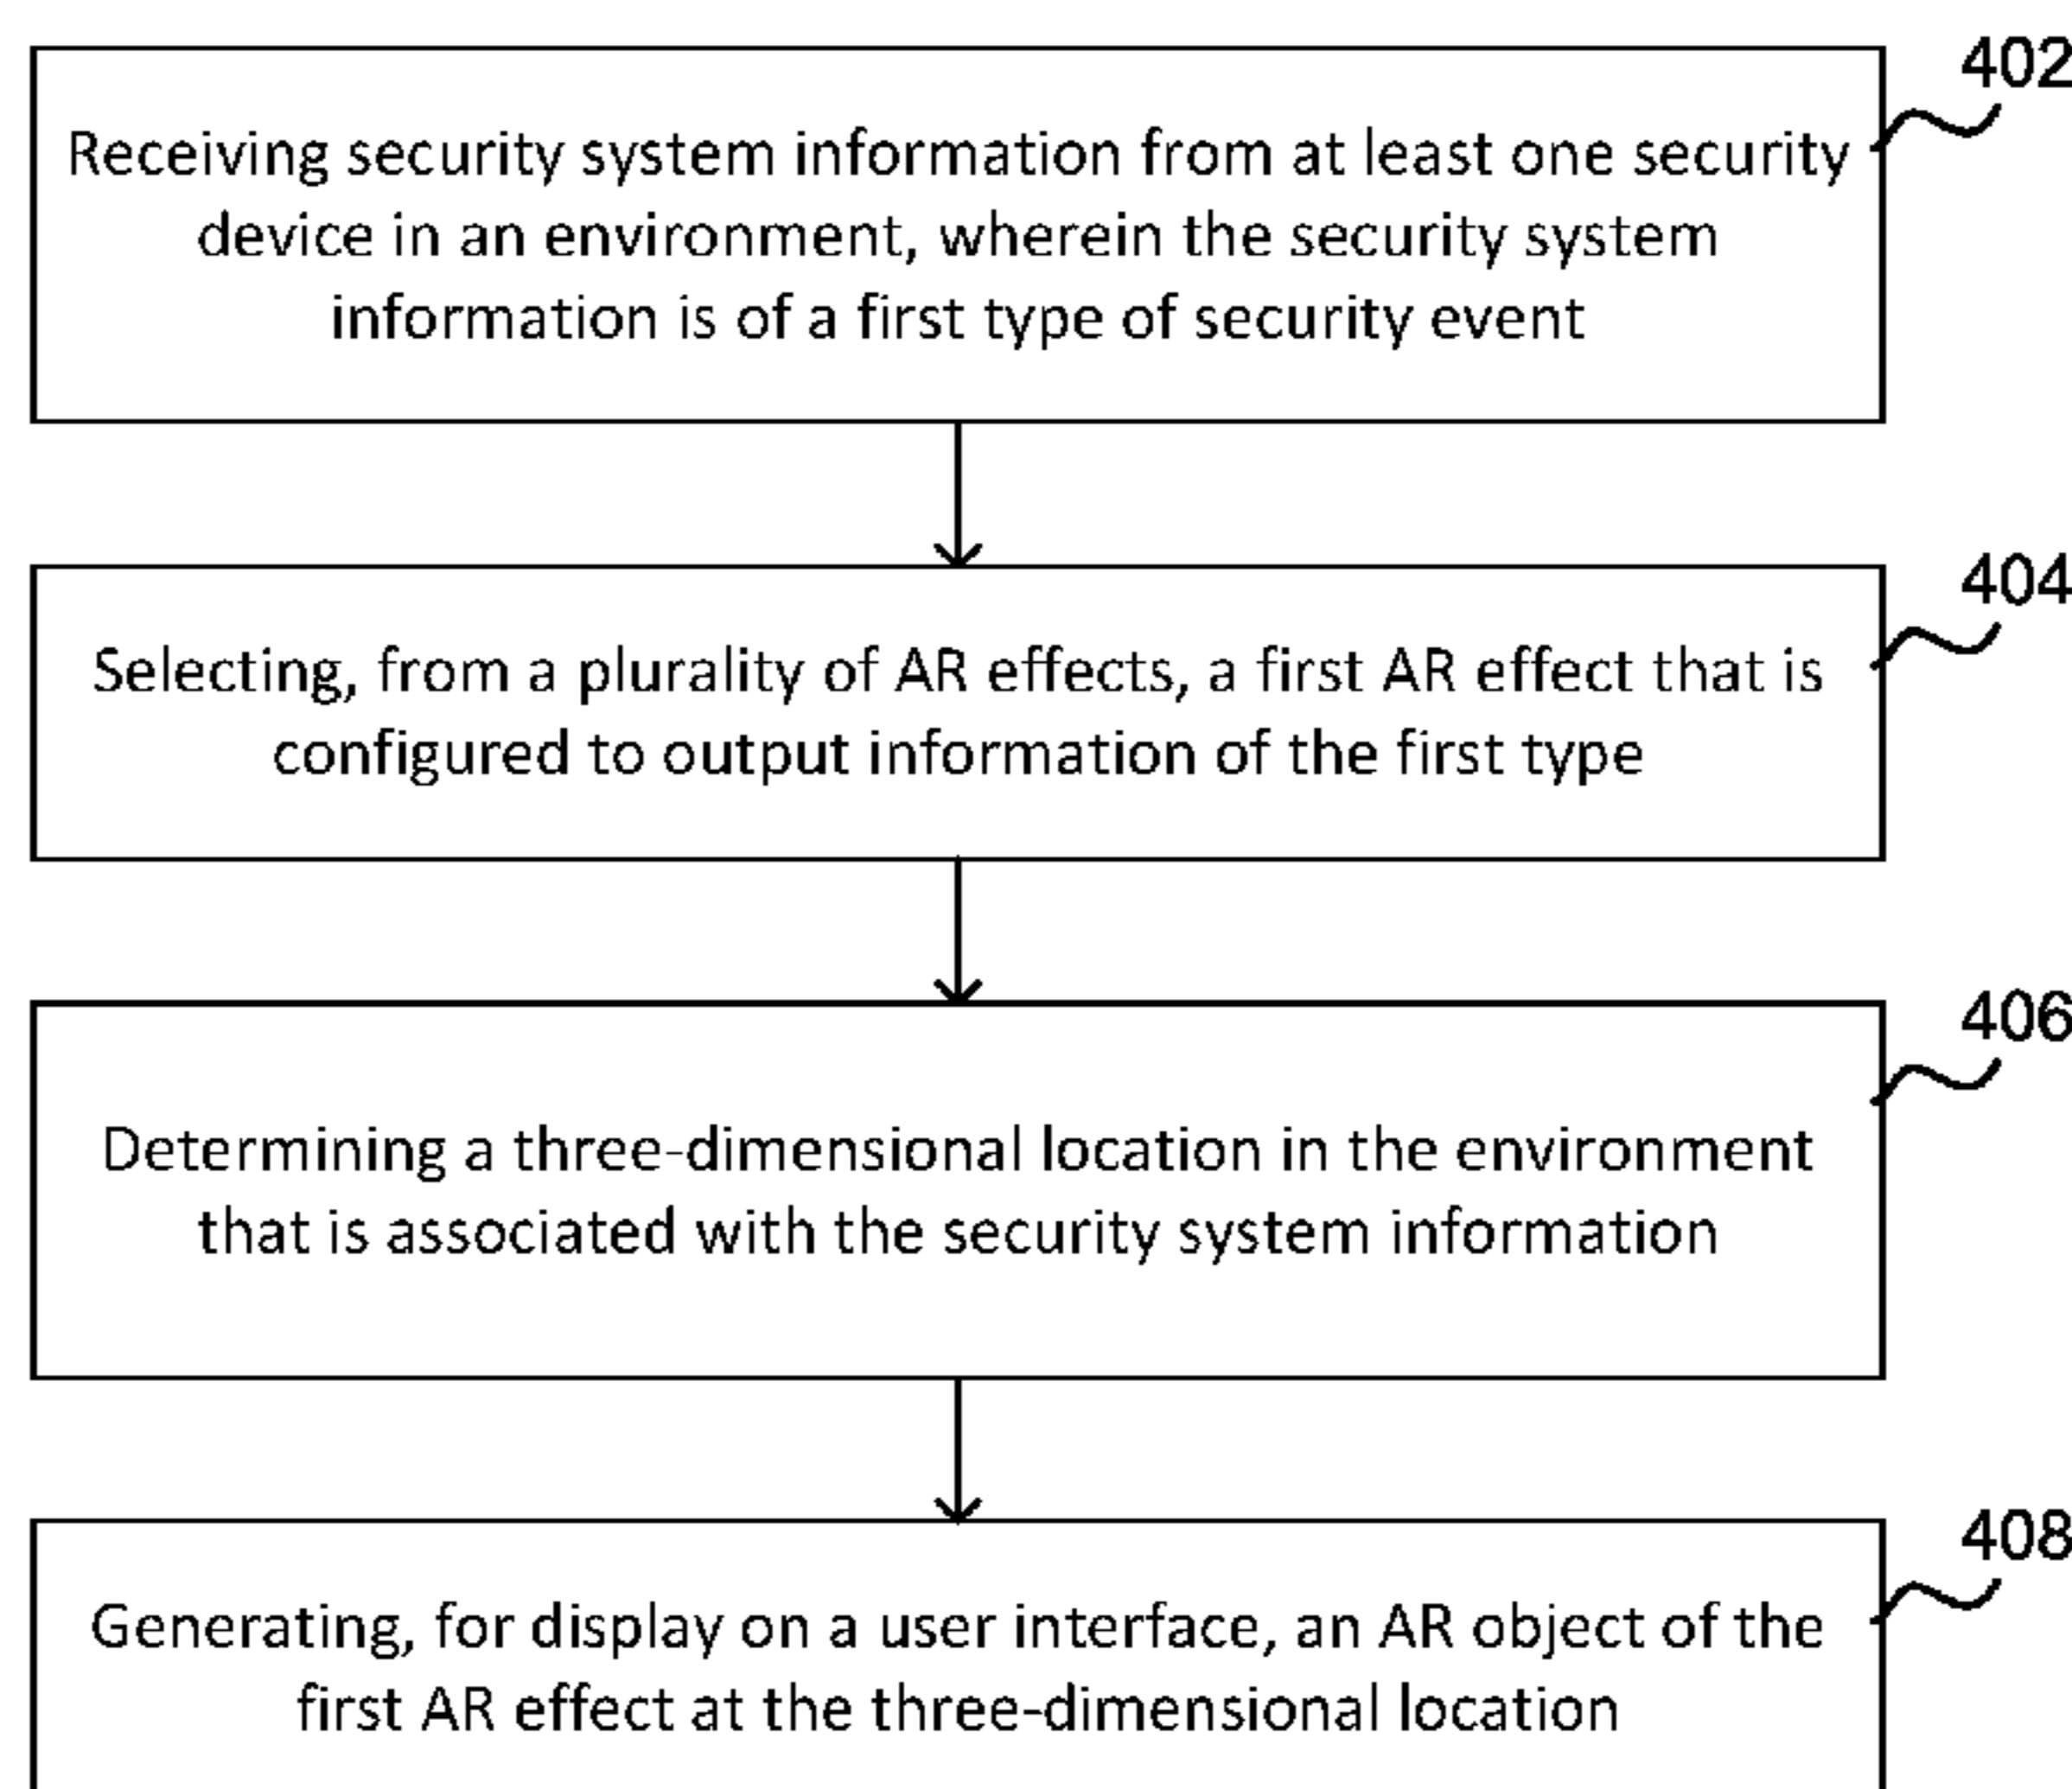 402
Receiving security system information from at least one security
device in an environment, wherein the security system
information is of a first type of security event
404
Selecting, from a plurality of AR effects, a first AR effect that is
configured to output information of the first type
406
Determining a three-dimensional location in the environment
that is associated with the security system information
408
Generating, for display on a user interface, an AR object of the
first AR effect at the three-dimensional location